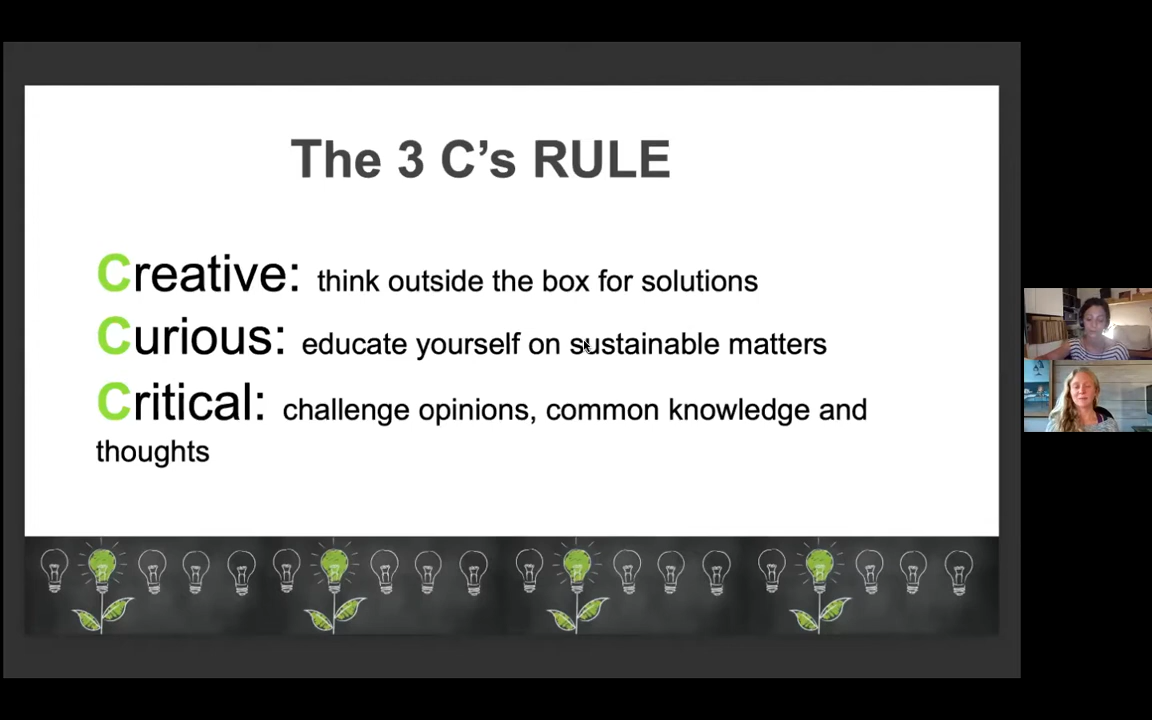 The 3 C’s RULE
Creative: think outside the box for solutions
Curious: educate yourself on sustainable matters
Critical: challenge opinions, common knowledge and
thoughts